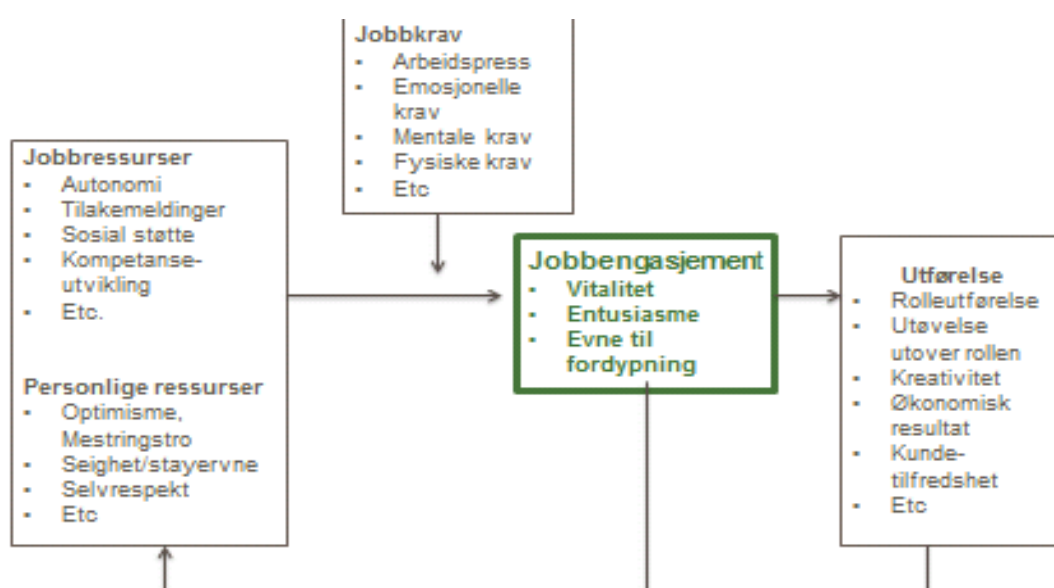 Jobbkrav
▪ Arbeidspress
▪ Emosjonelle
krav
▪ Mentale krav
▪ Fysiske krav
▪ Etc
Jobbressurser
▪ Autonomi
▪ Tilakemeldinger
▪ Sosial støtte
▪ Kompetanse-
utvikling
▪ Etc.
Personlige ressurser
▪ Optimisme,
Mestringstro
▪ Seighet/stayervne
▪ Selvrespekt
▪ Etc
Jobbengasjement
▪ Vitalitet
▪ Entusiasme
▪ Evne til
fordypning
Utførelse
▪ Rolleutførelse
▪ Utøvelse
utover rollen
▪ Kreativitet
▪ Økonomisk
resultat
▪ Kunde-
tilfredshet
▪ Etc